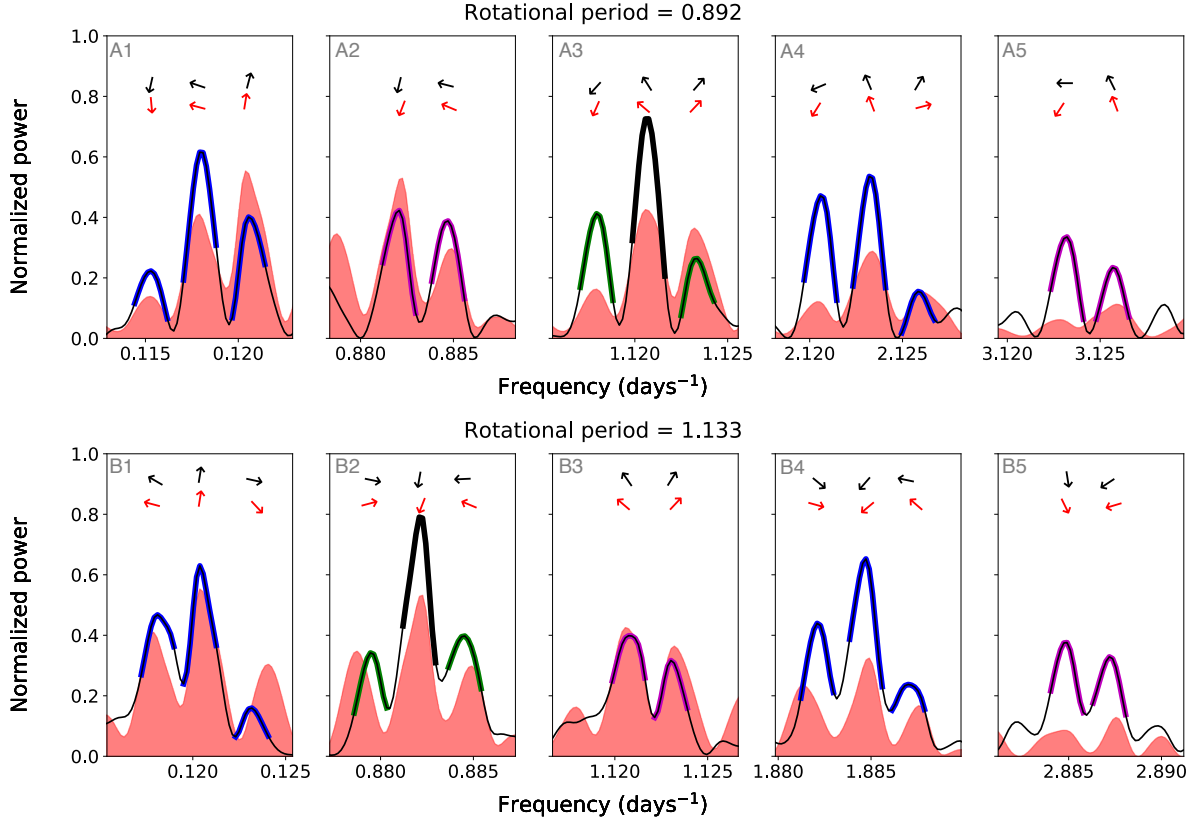 Rotational period = 0.892
A1 A2 A3 A4 A5
Normalized power
1.0
0.8
0.6
0.4
0.2
0.0
0.115 0.120 0.880 0.885 1.120 1.125 2.120 2.125 3.120 3.125
Frequency (days⁻¹)
Rotational period = 1.133
B1 B2 B3 B4 B5
Normalized power
1.0
0.8
0.6
0.4
0.2
0.0
0.120 0.125 0.880 0.885 1.120 1.125 1.880 1.885 2.885 2.890
Frequency (days⁻¹)